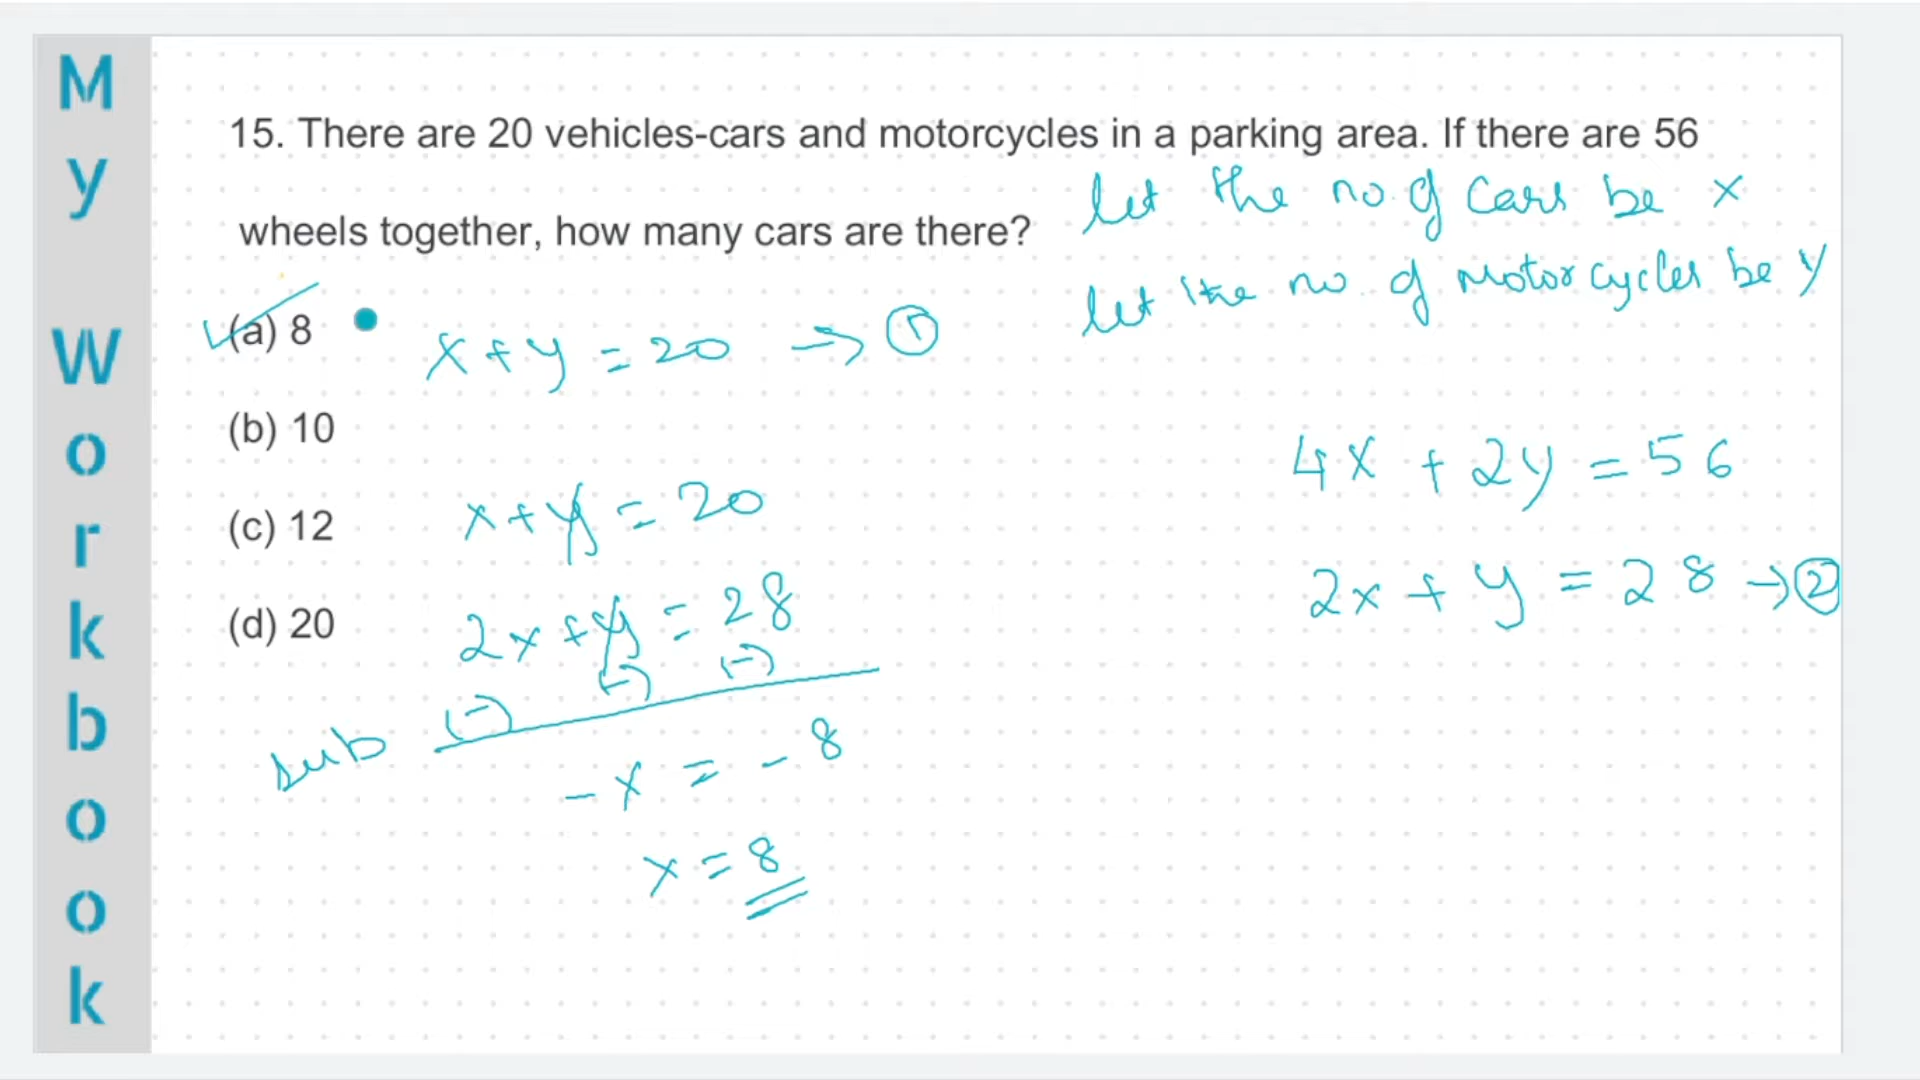 My Workbook
15. There are 20 vehicles-cars and motorcycles in a parking area. If there are 56
wheels together, how many cars are there?
let the no. of cars be x
let the no. of motorcycles be y
(a) 8
x + y = 20 → ①
(b) 10
4x + 2y = 56
(c) 12
x + y = 20
2x + y = 28 → ②
(d) 20
2x + y = 28
(-) (-) (-)
sub
- x = - 8
x = 8